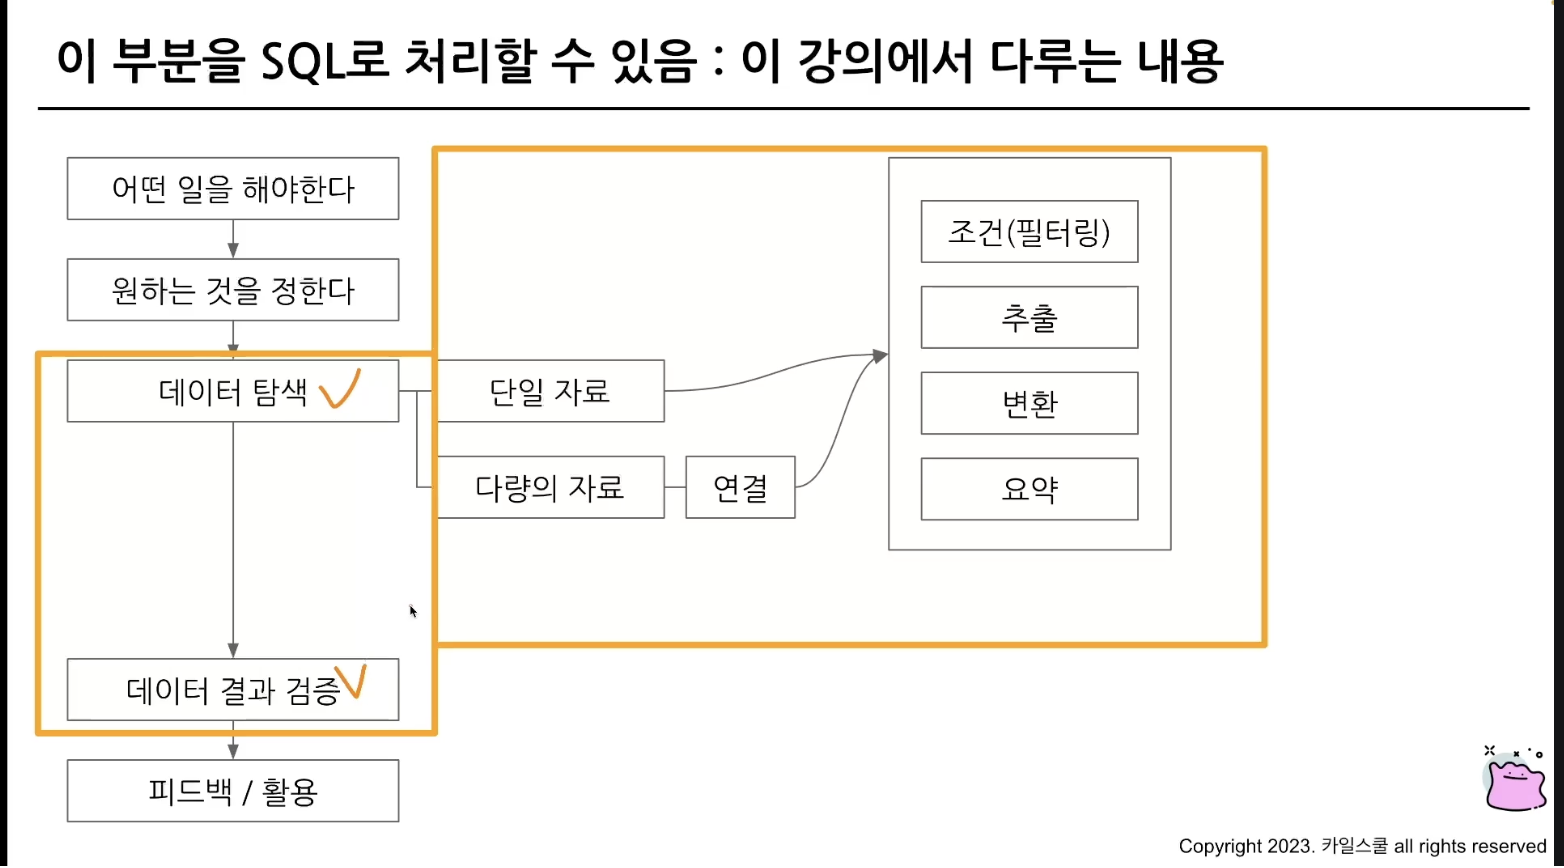 이 부분을 SQL로 처리할 수 있음 : 이 강의에서 다루는 내용
어떤 일을 해야한다
원하는 것을 정한다
데이터 탐색
단일 자료
다량의 자료
연결
조건(필터링)
추출
변환
요약
데이터 결과 검증
피드백 / 활용
Copyright 2023. 카일스쿨 all rights reserved